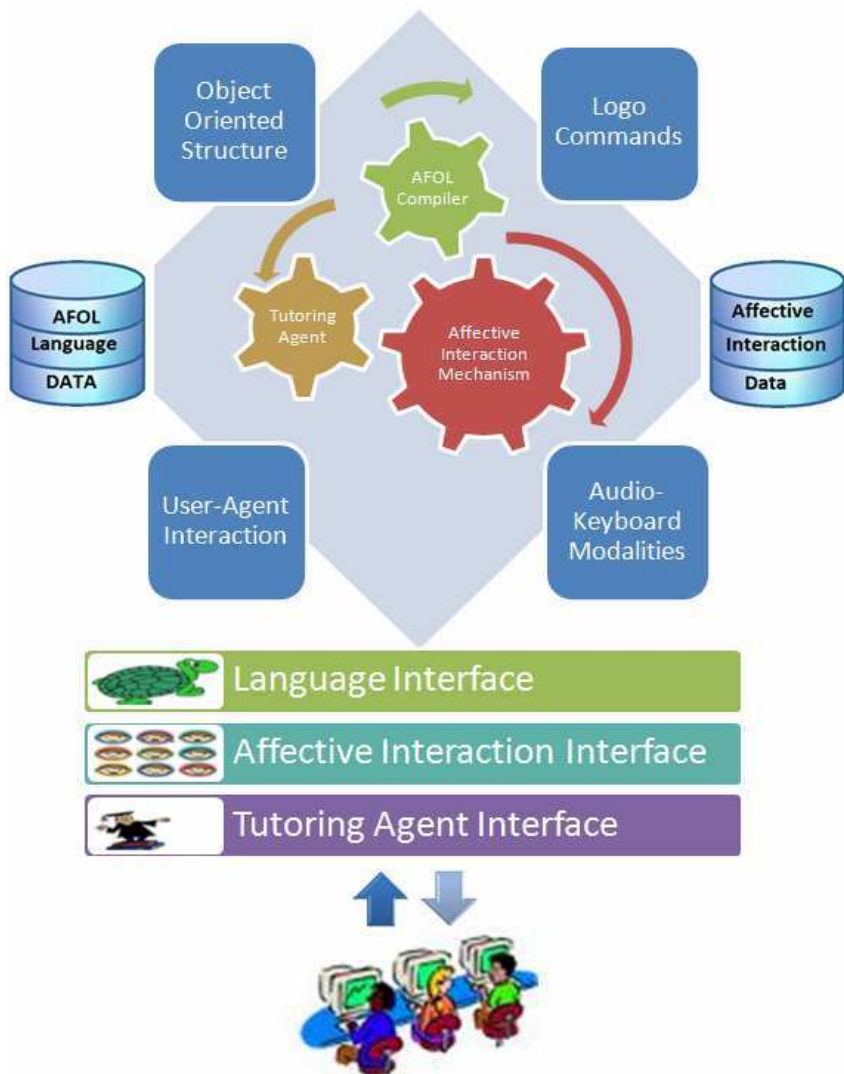 Object
Oriented
Structure
Logo
Commands
AFOL
Compiler
Tutoring
Agent
Affective
Interaction
Mechanism
AFOL
Language
DATA
Affective
Interaction
Data
User-Agent
Interaction
Audio-
Keyboard
Modalities
Language Interface
Affective Interaction Interface
Tutoring Agent Interface